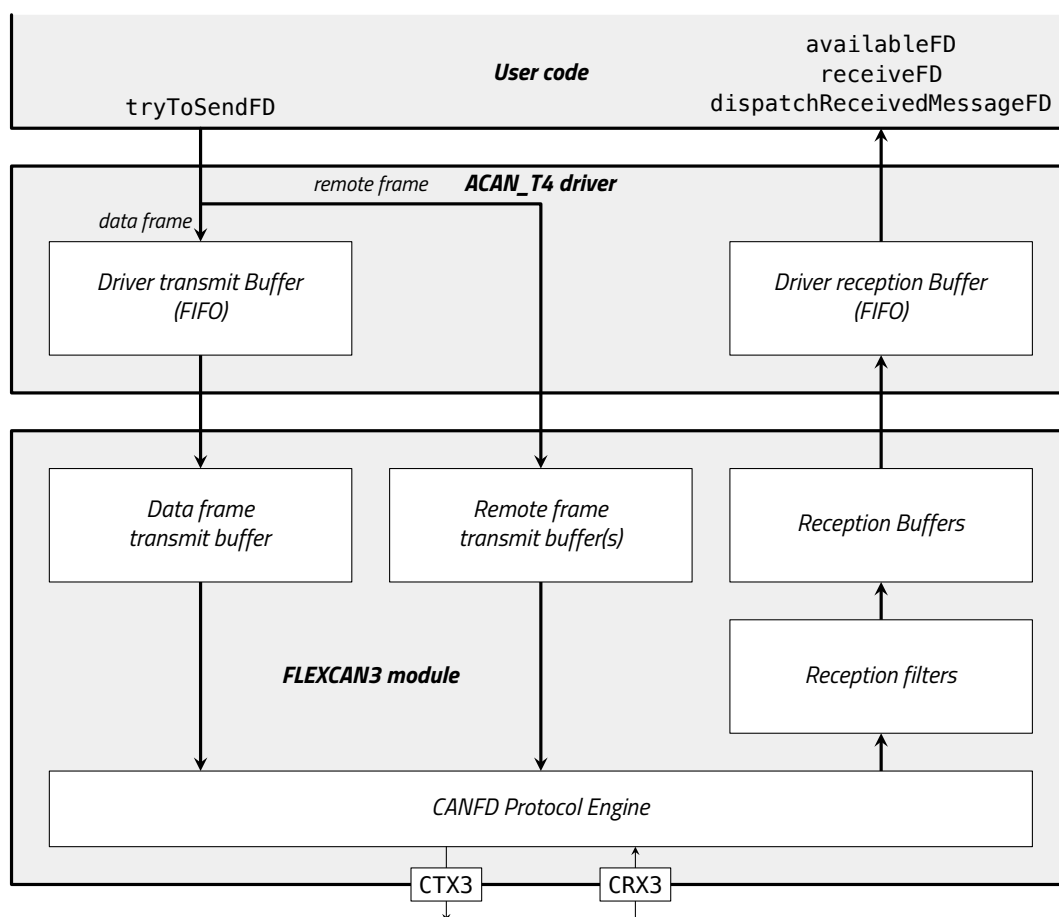 availableFD
User code
receiveFD
tryToSendFD
dispatchReceivedMessageFD
remote frame
ACAN_T4 driver
data frame
Driver transmit Buffer
(FIFO)
Driver reception Buffer
(FIFO)
Data frame
transmit buffer
Remote frame
transmit buffer(s)
Reception Buffers
FLEXCAN3 module
Reception filters
CANFD Protocol Engine
CTX3
CRX3